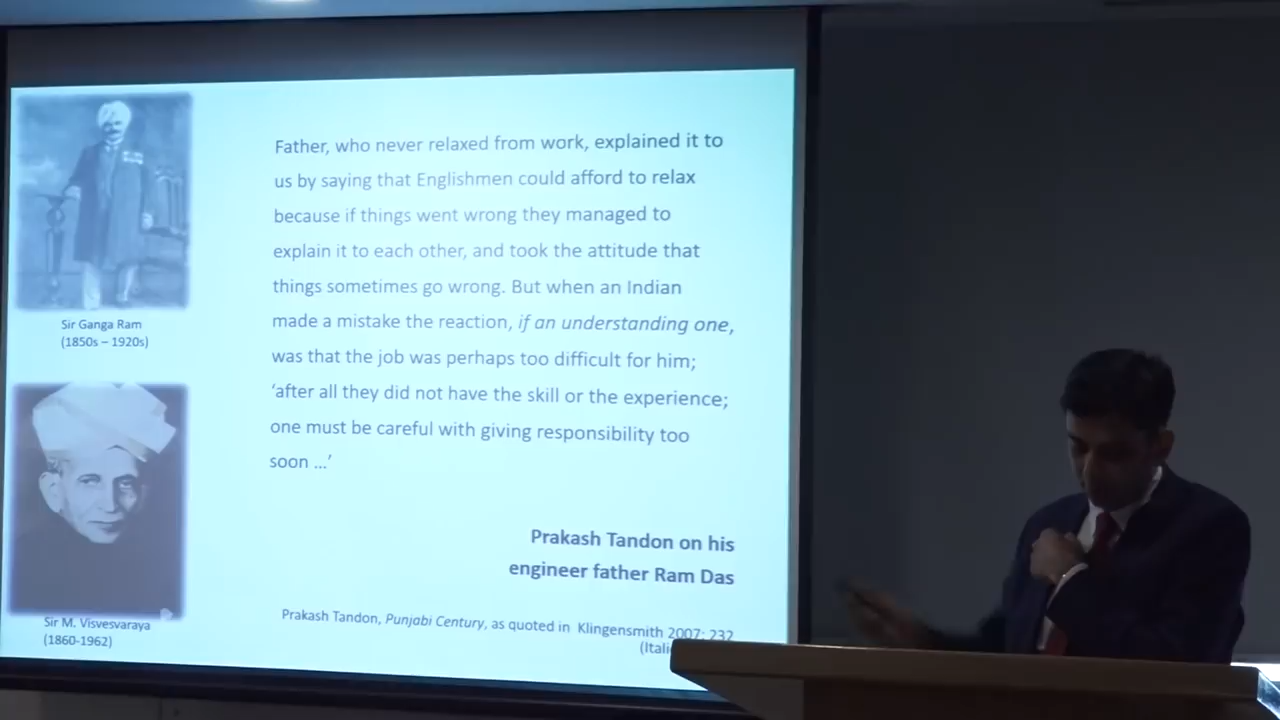 Sir Ganga Ram
(1850s – 1920s)
Sir M. Visvesvaraya
(1860-1962)
Father, who never relaxed from work, explained it to
us by saying that Englishmen could afford to relax
because if things went wrong they managed to
explain it to each other, and took the attitude that
things sometimes go wrong. But when an Indian
made a mistake the reaction, if an understanding one,
was that the job was perhaps too difficult for him;
‘after all they did not have the skill or the experience;
one must be careful with giving responsibility too
soon ...’
Prakash Tandon on his
engineer father Ram Das
Prakash Tandon, Punjabi Century, as quoted in Klingensmith 2007: 232